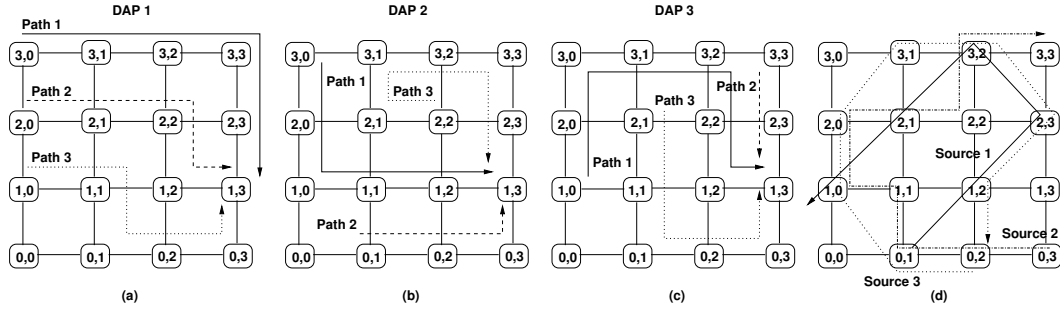 DAP 1
Path 1
3,0 3,1 3,2 3,3
Path 2
2,0 2,1 2,2 2,3
Path 3
1,0 1,1 1,2 1,3
0,0 0,1 0,2 0,3
(a)
DAP 2
3,0 3,1 3,2 3,3
Path 1
Path 3
2,0 2,1 2,2 2,3
1,0 1,1 1,2 1,3
Path 2
0,0 0,1 0,2 0,3
(b)
DAP 3
3,0 3,1 3,2 3,3
Path 2
Path 3
2,0 2,1 2,2 2,3
Path 1
1,0 1,1 1,2 1,3
0,0 0,1 0,2 0,3
(c)
3,0 3,1 3,2 3,3
2,0 2,1 2,2 2,3
Source 1
1,0 1,1 1,2 1,3
Source 2
0,0 0,1 0,2 0,3
Source 3
(d)